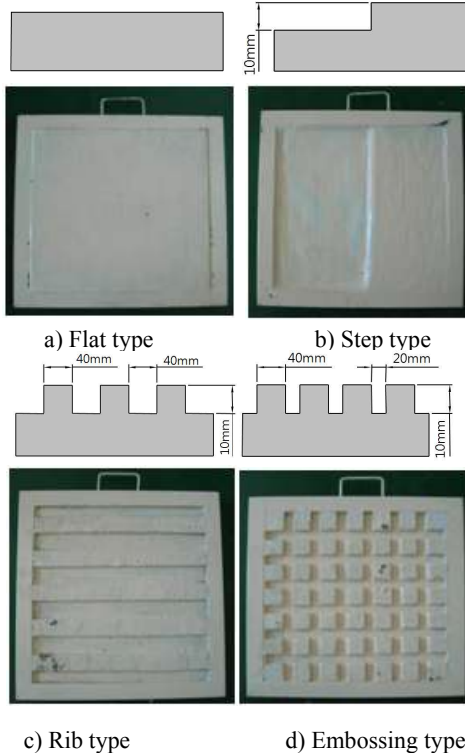 10mm
a) Flat type
b) Step type
40mm
40mm
10mm
40mm
20mm
10mm
c) Rib type
d) Embossing type